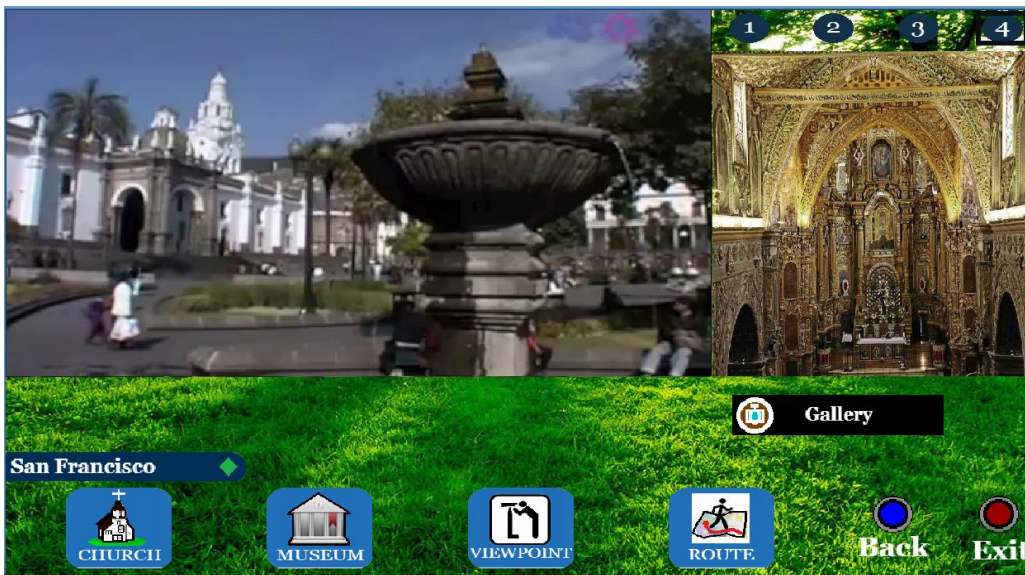 1 2 3 4
Gallery
San Francisco
CHURCH MUSEUM VIEWPOINT ROUTE Back Exit